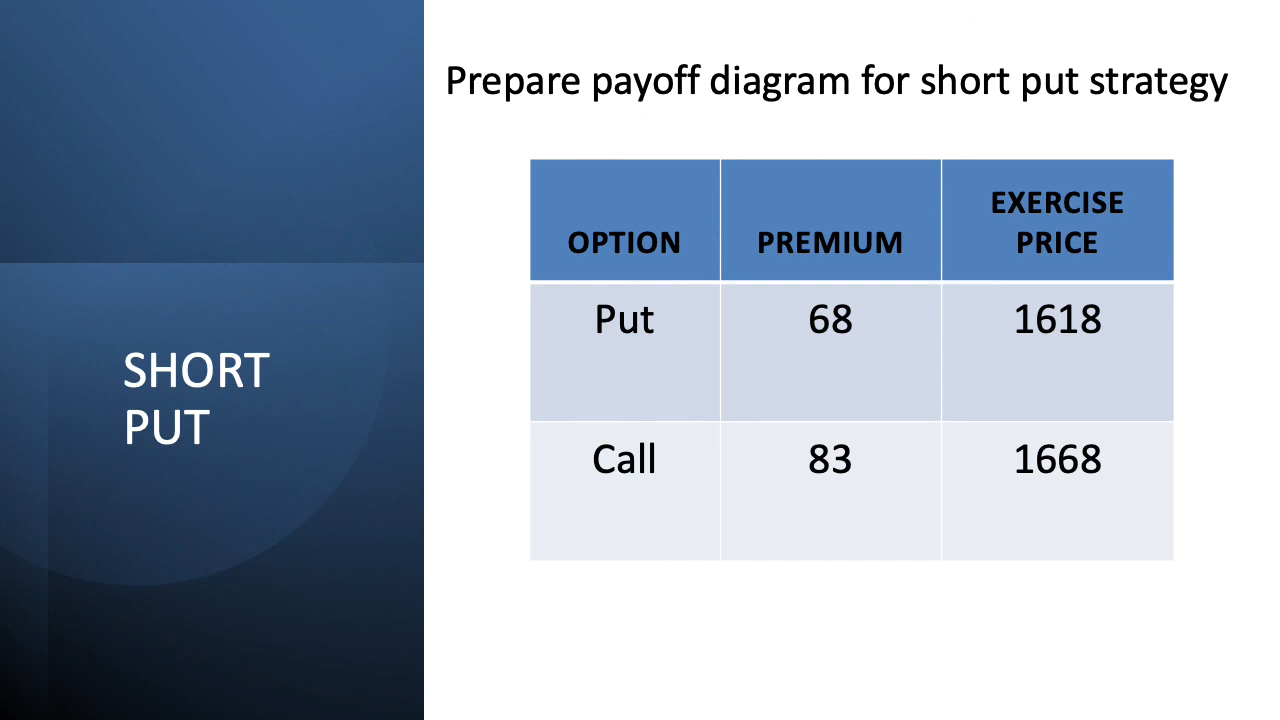 Prepare payoff diagram for short put strategy
SHORT
PUT
OPTION PREMIUM EXERCISE PRICE
Put 68 1618
Call 83 1668